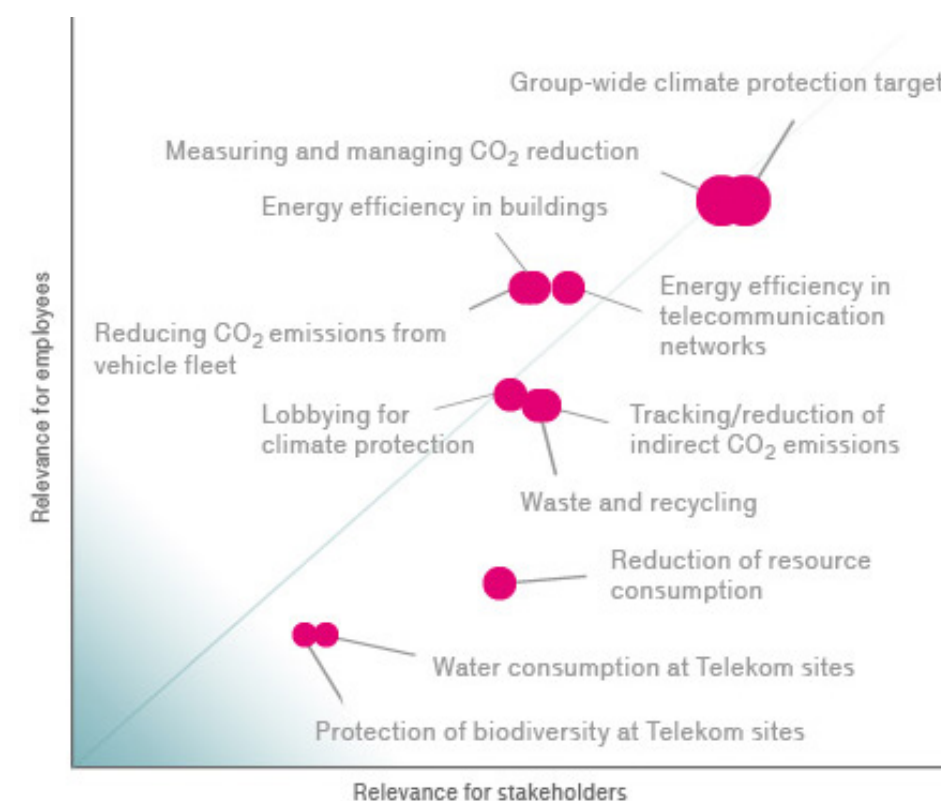 Group-wide climate protection target
Measuring and managing CO₂ reduction
Energy efficiency in buildings
Energy efficiency in
telecommunication
networks
Reducing CO₂ emissions from
vehicle fleet
Lobbying for
climate protection
Tracking/reduction of
indirect CO₂ emissions
Waste and recycling
Reduction of resource
consumption
Water consumption at Telekom sites
Protection of biodiversity at Telekom sites
Relevance for employees
Relevance for stakeholders